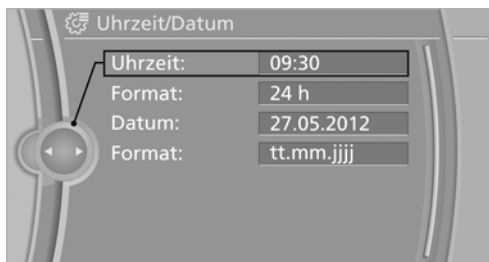 Uhrzeit/Datum
Uhrzeit: 09:30
Format: 24 h
Datum: 27.05.2012
Format: tt.mm.jjjj